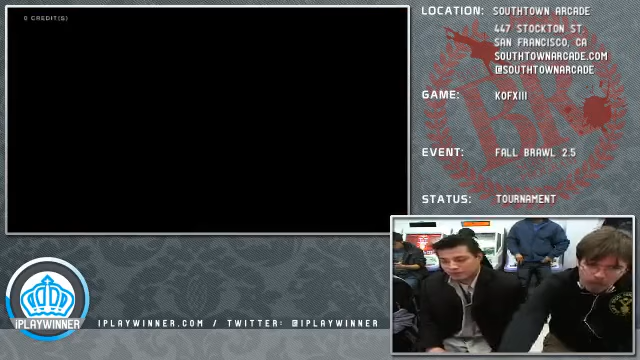 0 CREDIT(S)
LOCATION: SOUTHTOWN ARCADE
447 STOCKTON ST.
SAN FRANCISCO, CA
SOUTHTOWNARCADE.COM
@SOUTHTOWNARCADE
GAME: KOFXIII
EVENT: FALL BRAWL 2.5
STATUS: TOURNAMENT
iPLAYWINNER
IPLAYWINNER.COM / TWITTER: @IPLAYWINNER